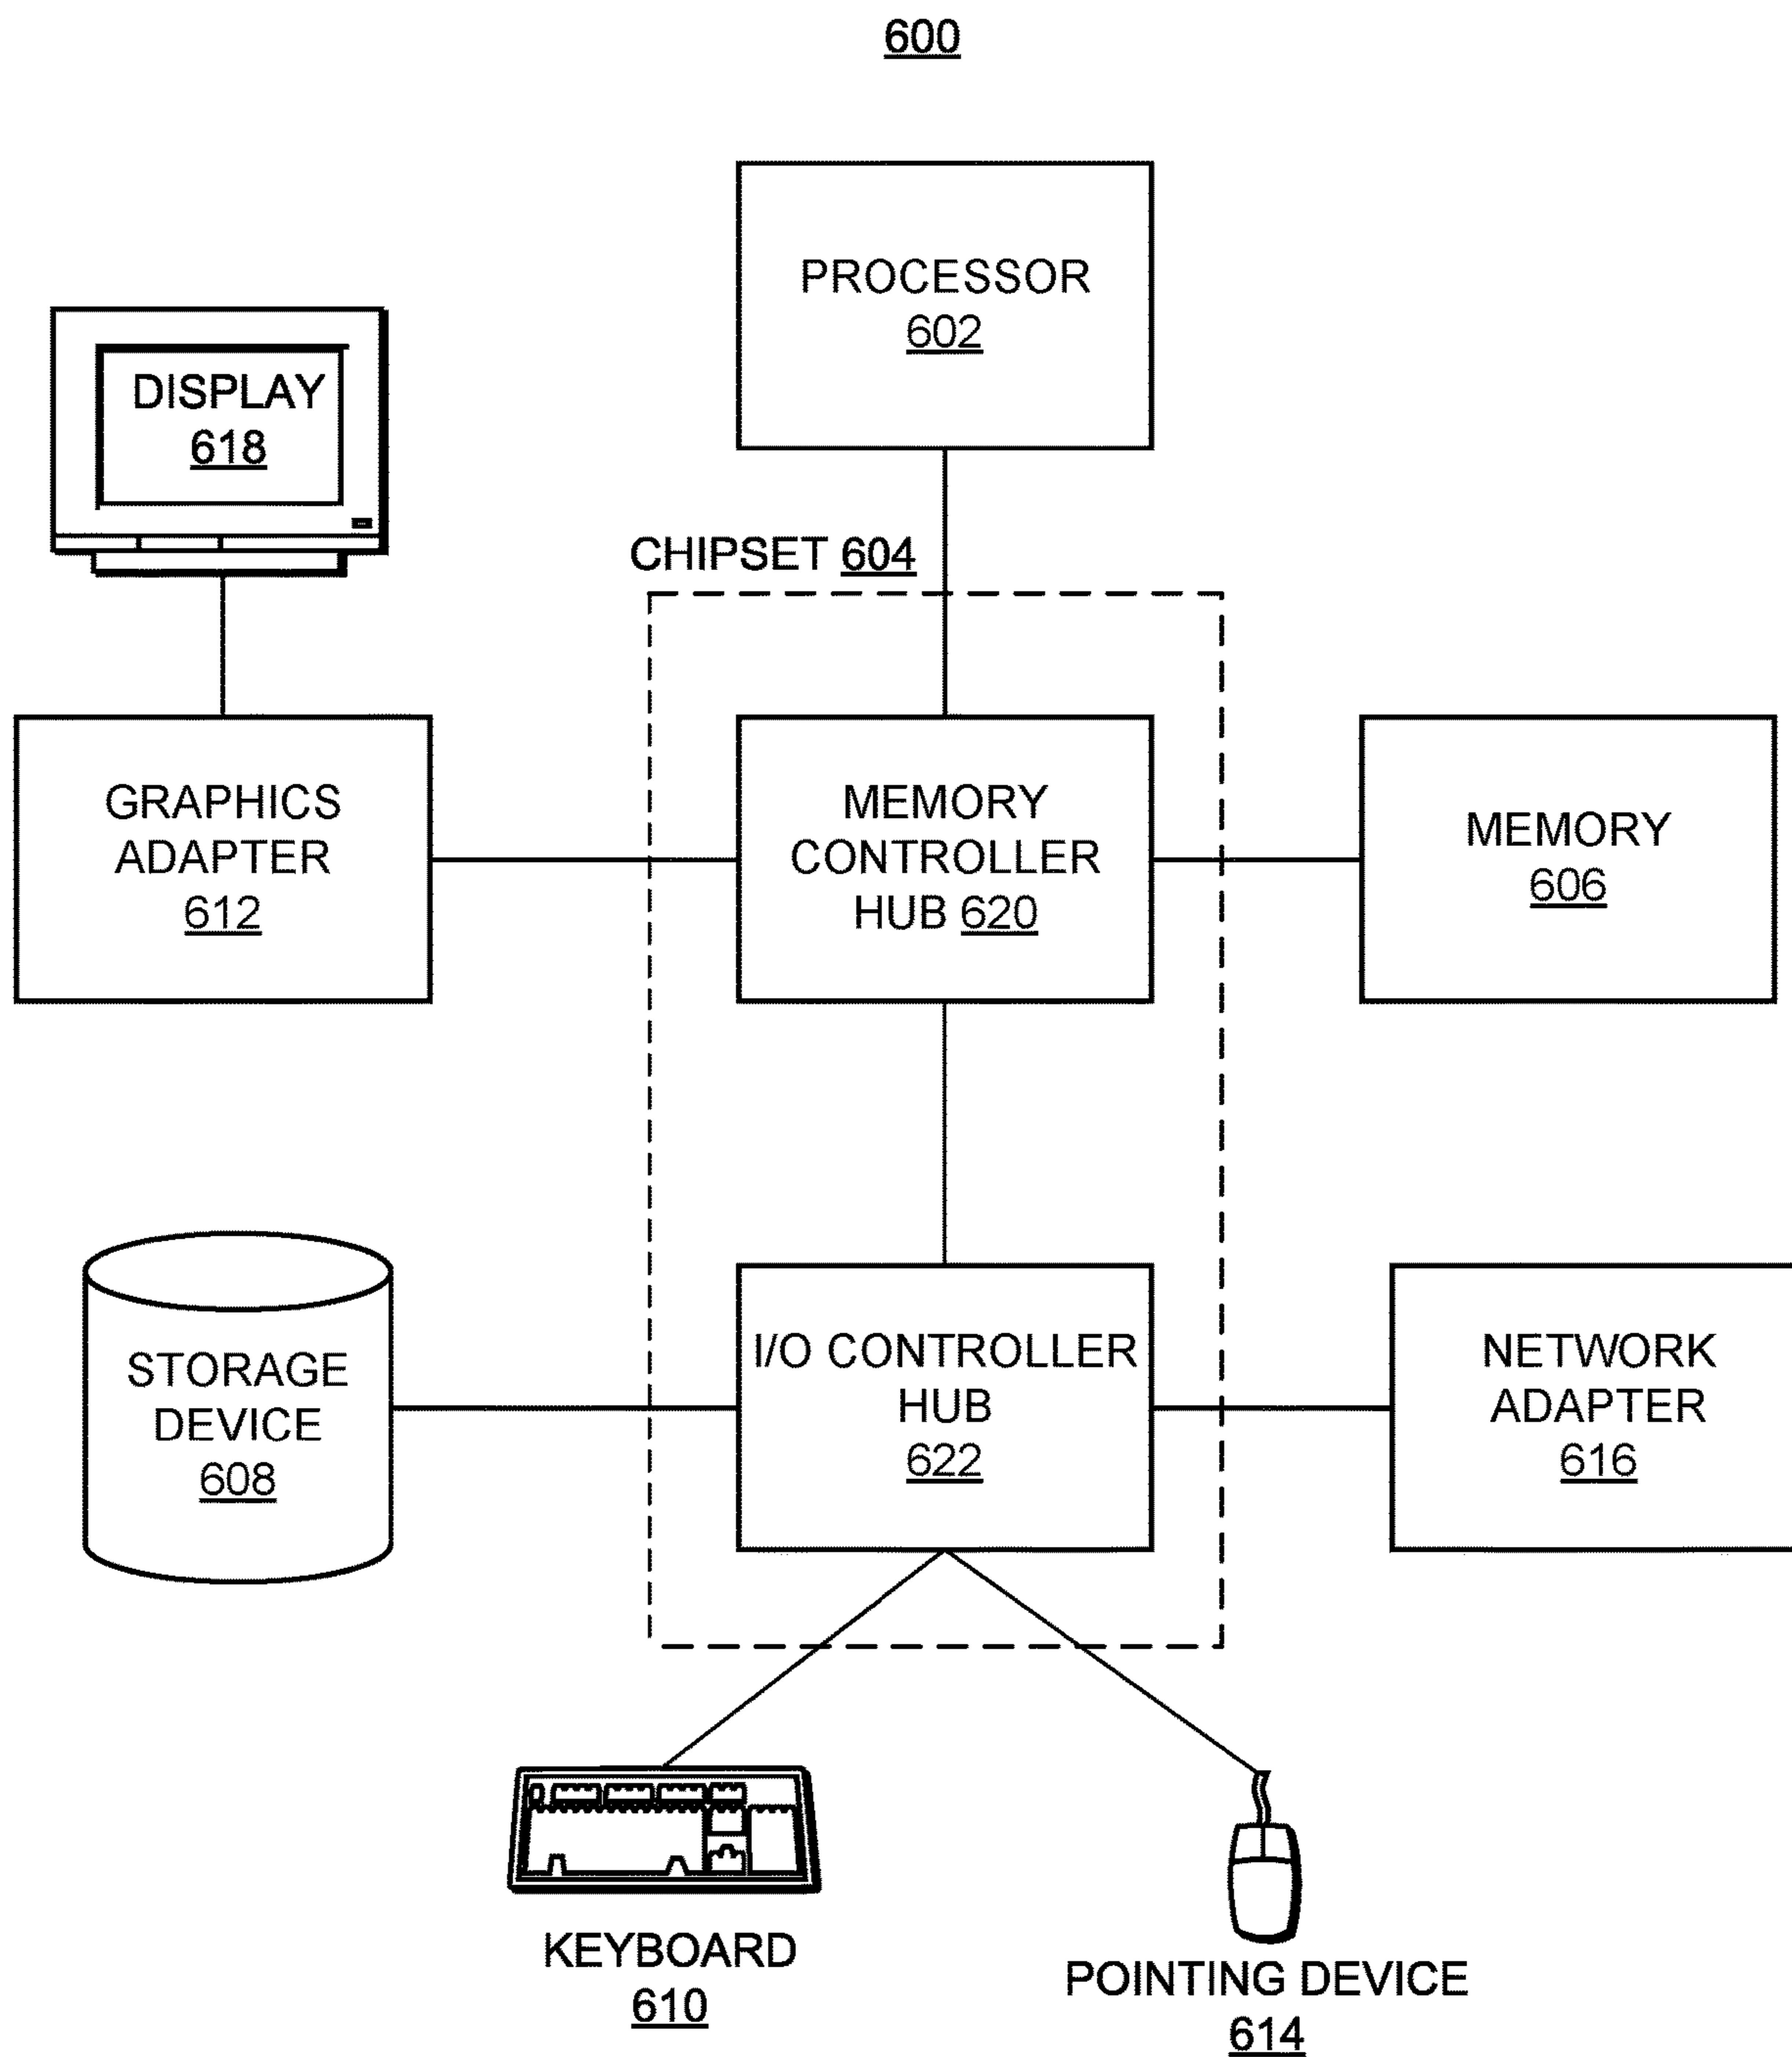 600
PROCESSOR
602
DISPLAY
618
CHIPSET 604
GRAPHICS
ADAPTER
612
MEMORY
CONTROLLER
HUB 620
MEMORY
606
STORAGE
DEVICE
608
I/O CONTROLLER
HUB
622
NETWORK
ADAPTER
616
KEYBOARD
610
POINTING DEVICE
614